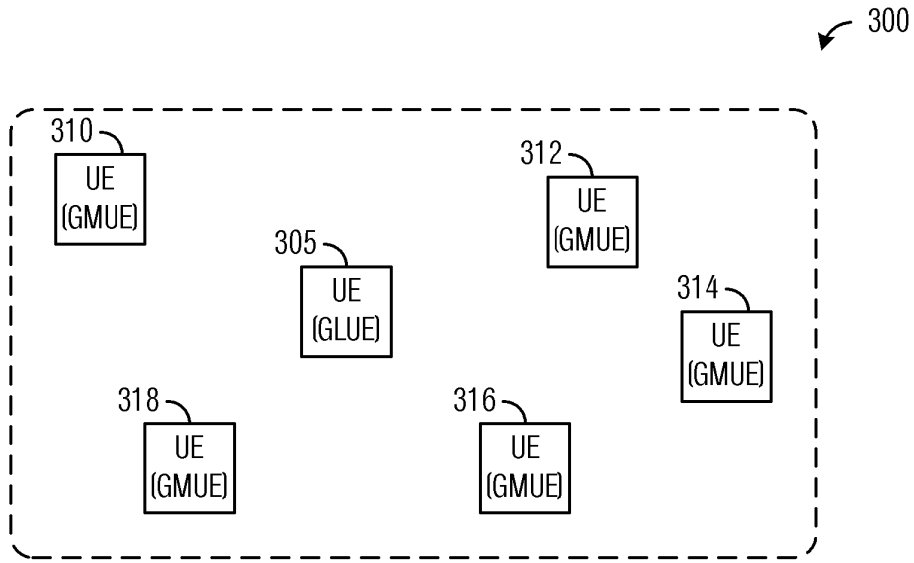 300
310
UE
(GMUE)
312
UE
(GMUE)
305
UE
(GLUE)
314
UE
(GMUE)
318
UE
(GMUE)
316
UE
(GMUE)